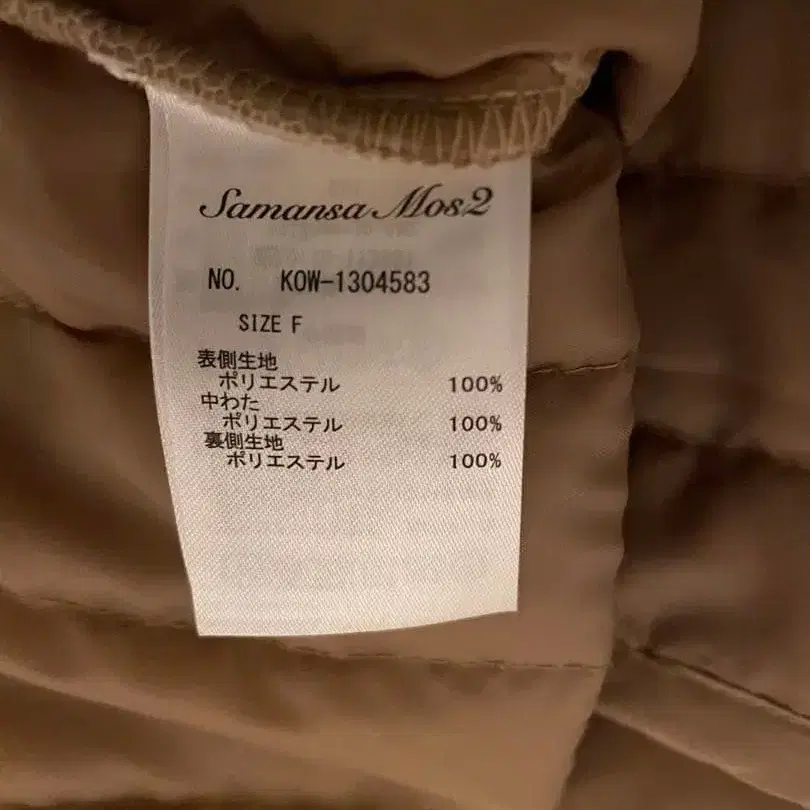 Samansa Mos2
NO. KOW-1304583
SIZE F
表側生地
ポリエステル 100%
中わた
ポリエステル 100%
裏側生地
ポリエステル 100%